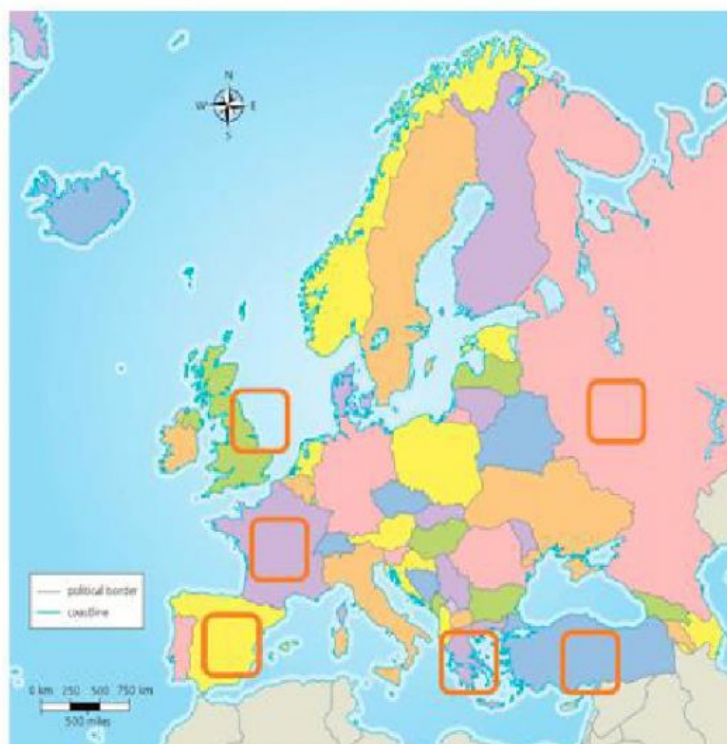 N
W E
S
political border
coastline
0 km 250 500 750 km
500 miles